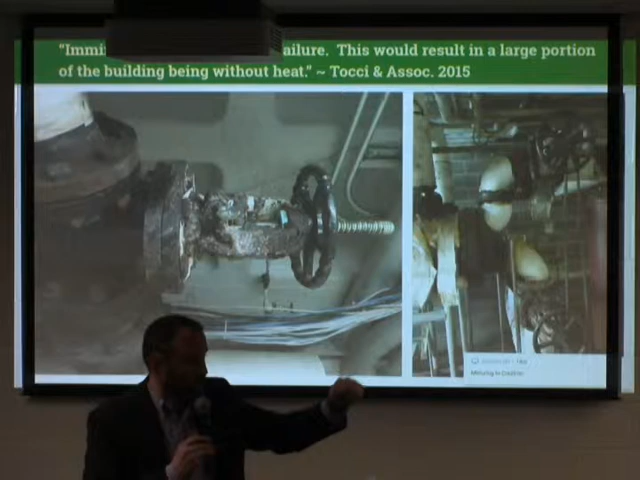 "Immi ailure. This would result in a large portion
of the building being without heat." ~ Tocci & Assoc. 2015